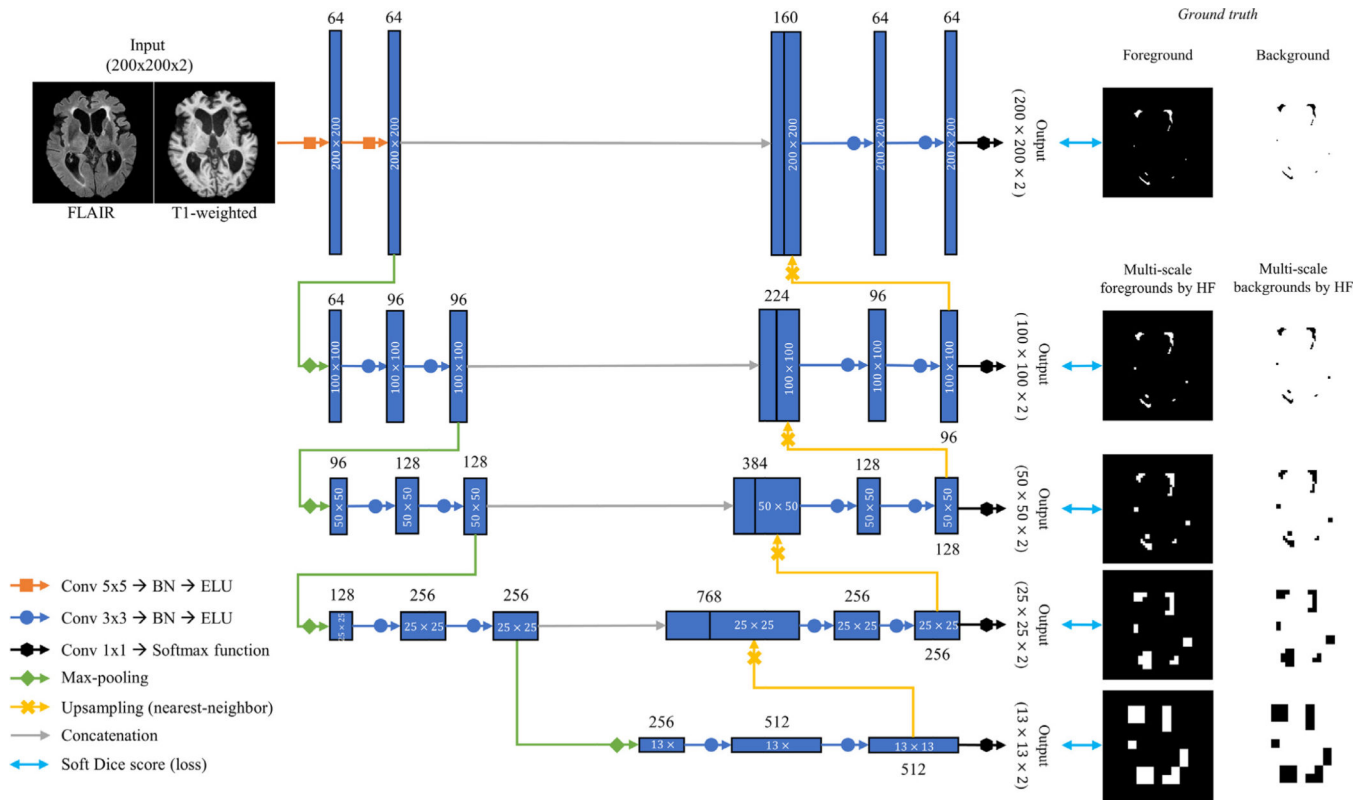 Input
(200x200x2)
FLAIR
T1-weighted
64
64
160
64
64
200 × 200
200 × 200
200 × 200
200 × 200
200 × 200
Output
(200 × 200 × 2)
Ground truth
Foreground
Background
64
96
96
224
96
96
100 × 100
100 × 100
100 × 100
100 × 100
100 × 100
100 × 100
Output
(100 × 100 × 2)
Multi-scale
foregrounds by HF
Multi-scale
backgrounds by HF
96
128
128
384
128
128
50 × 50
50 × 50
50 × 50
50 × 50
50 × 50
50 × 50
Output
(50 × 50 × 2)
128
256
256
768
256
256
25 × 25
25 × 25
25 × 25
25 × 25
25 × 25
25 × 25
Output
(25 × 25 × 2)
256
512
512
13 ×
13 ×
13 × 13
Output
(13 × 13 × 2)
Conv 5x5 → BN → ELU
Conv 3x3 → BN → ELU
Conv 1x1 → Softmax function
Max-pooling
Upsampling (nearest-neighbor)
Concatenation
Soft Dice score (loss)